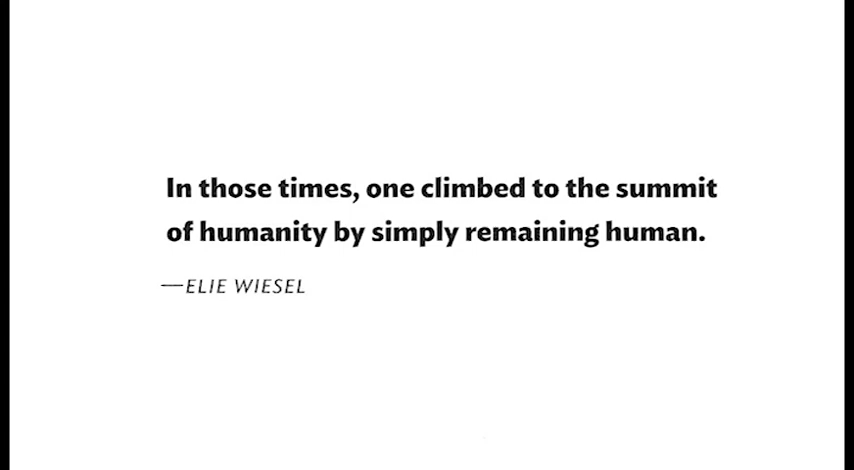 In those times, one climbed to the summit
of humanity by simply remaining human.
—ELIE WIESEL